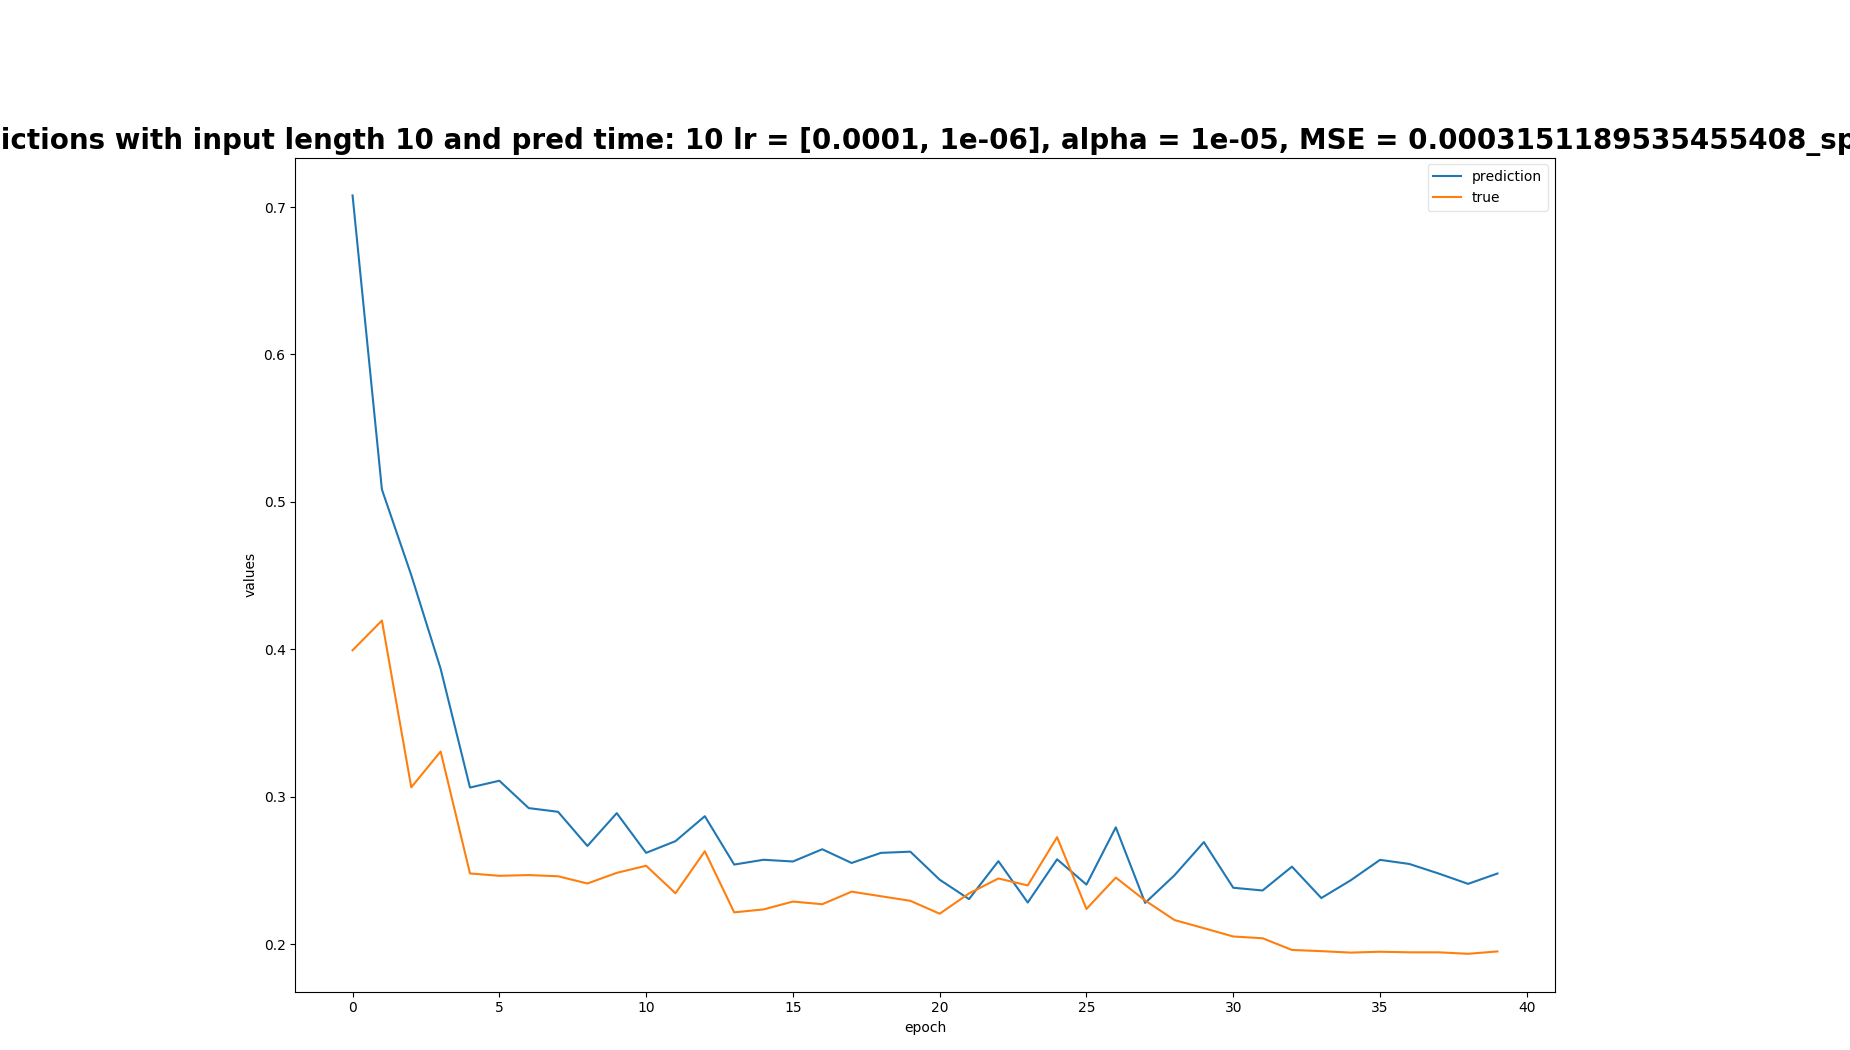 ictions with input length 10 and pred time: 10 lr = [0.0001, 1e-06], alpha = 1e-05, MSE = 0.0003151189535455408_sp
prediction
true
0.7
0.6
0.5
0.4
0.3
0.2
values
0 5 10 15 20 25 30 35 40
epoch